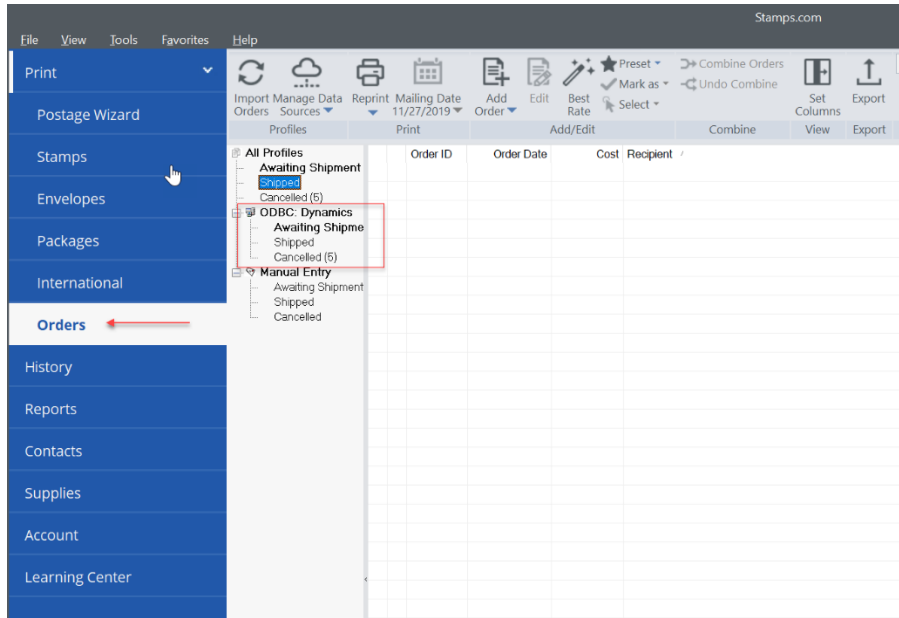 Stamps.com
File View Tools Favorites Help
Print
Postage Wizard
Stamps
Envelopes
Packages
International
Orders
History
Reports
Contacts
Supplies
Account
Learning Center
Import Orders
Manage Data Sources
Profiles
Reprint
Mailing Date
11/27/2019
Print
Add Order
Edit
Best Rate
Preset
Mark as
Select
Add/Edit
Combine Orders
Undo Combine
Combine
Set Columns
View
Export
Export
All Profiles
Awaiting Shipment
Shipped
Cancelled (5)
ODBC: Dynamics
Awaiting Shipme
Shipped
Cancelled (5)
Manual Entry
Awaiting Shipment
Shipped
Cancelled
Order ID Order Date Cost Recipient